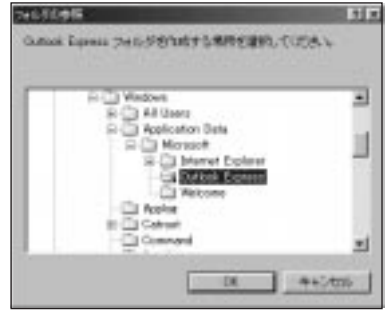 フォルダの参照
Outlook Express フォルダを作成する場所を選択してください。
Windows
All Users
Application Data
Microsoft
Internet Explorer
Outlook Express
Welcome
Applog
Catroot
Command
OK
キャンセル